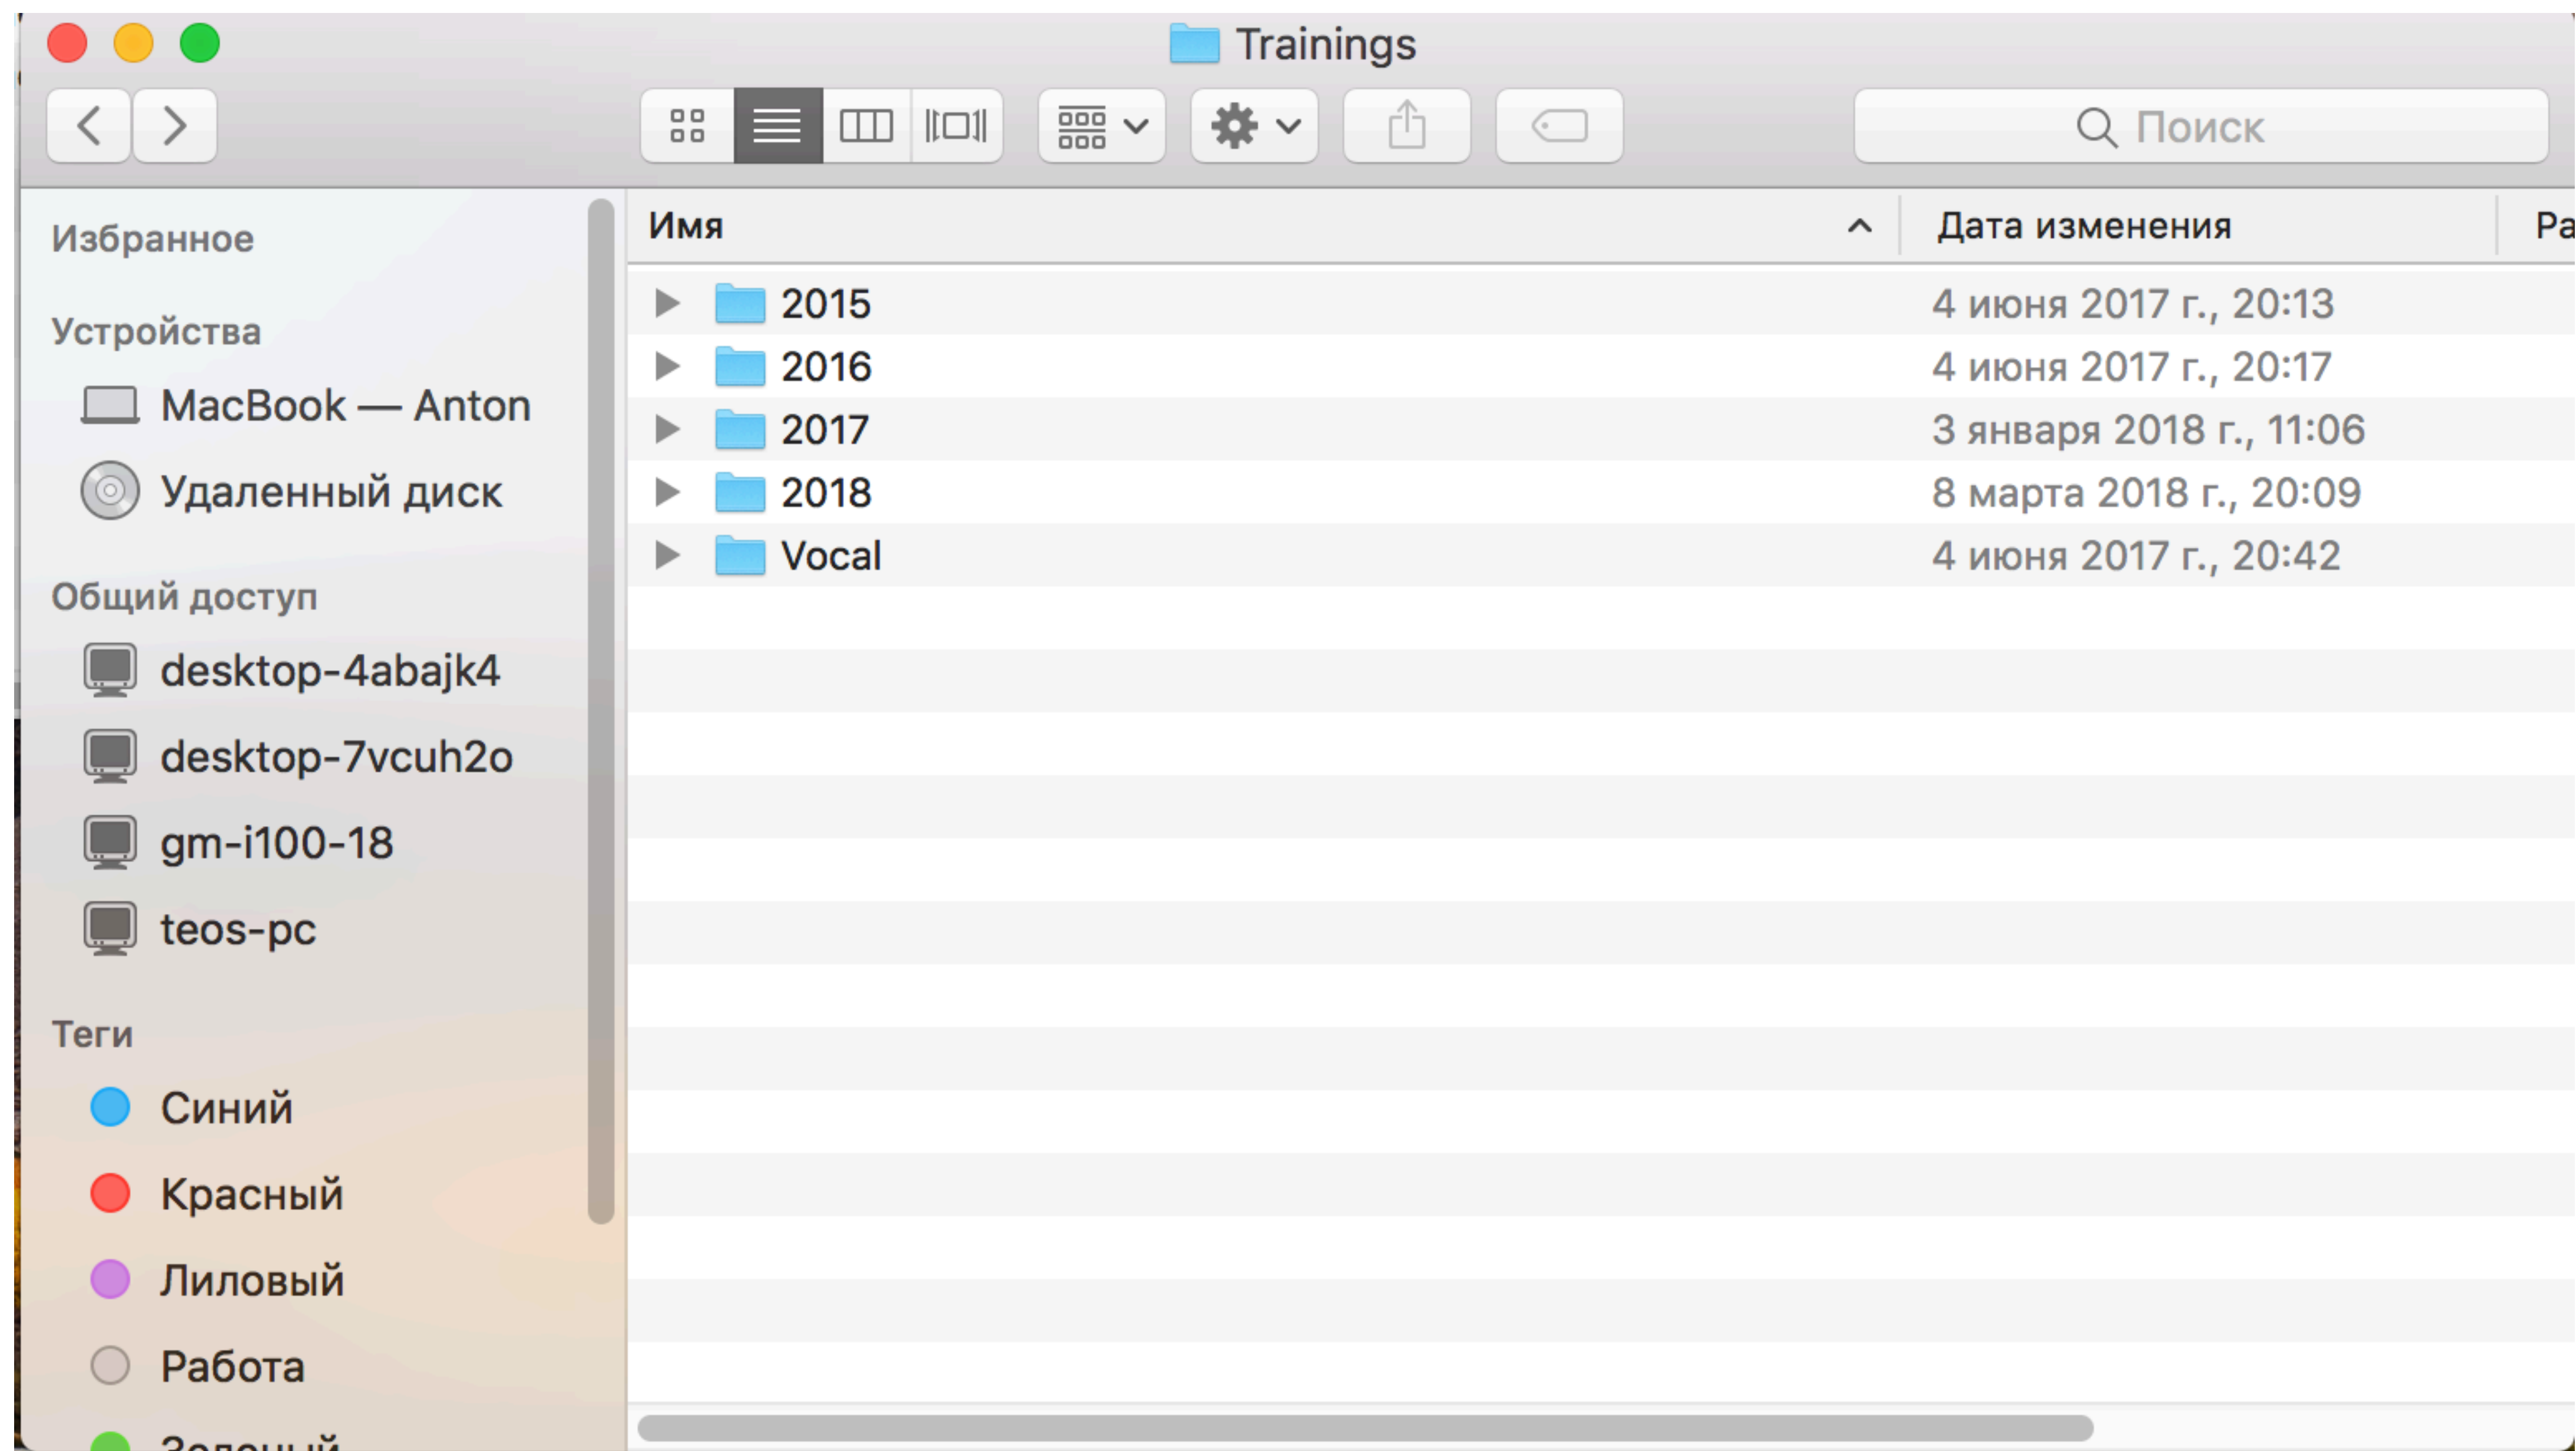 Trainings
Поиск
Избранное
Устройства
MacBook — Anton
Удаленный диск
Общий доступ
desktop-4abajk4
desktop-7vcuh2o
gm-i100-18
teos-pc
Теги
Синий
Красный
Лиловый
Работа
Имя Дата изменения Ра
2015 4 июня 2017 г., 20:13
2016 4 июня 2017 г., 20:17
2017 3 января 2018 г., 11:06
2018 8 марта 2018 г., 20:09
Vocal 4 июня 2017 г., 20:42